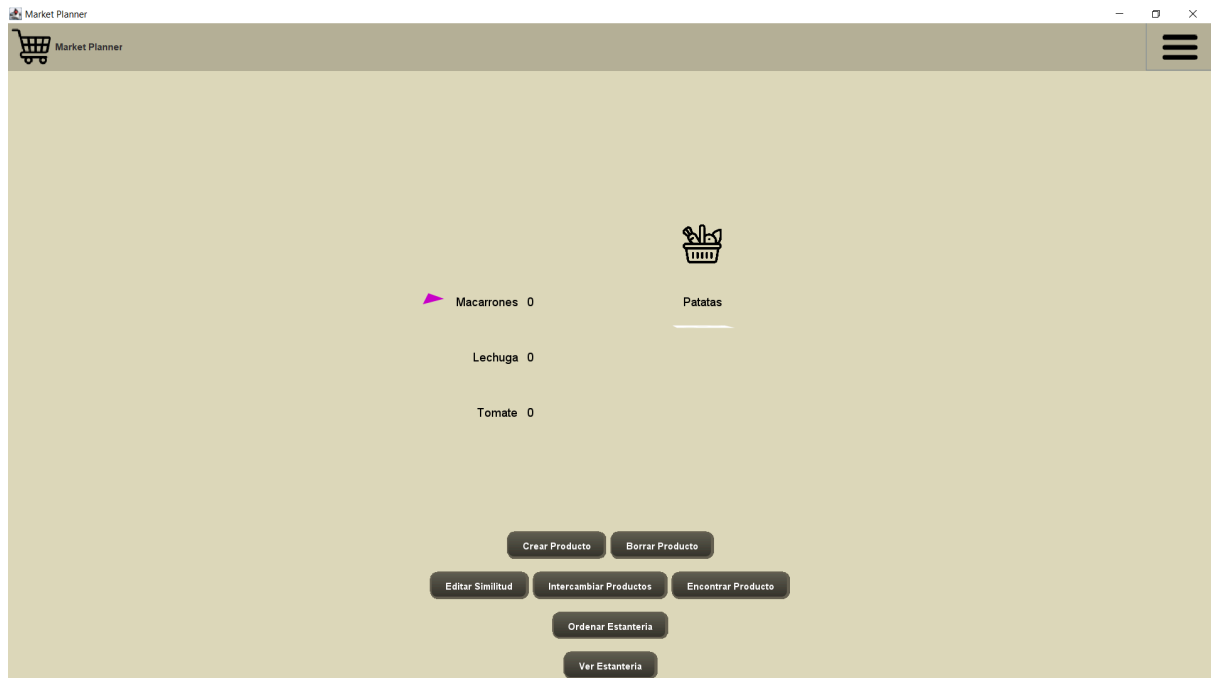 Market Planner
Market Planner
Macarrones 0 Patatas
Lechuga 0
Tomate 0
Crear Producto Borrar Producto
Editar Similitud Intercambiar Productos Encontrar Producto
Ordenar Estanteria
Ver Estanteria